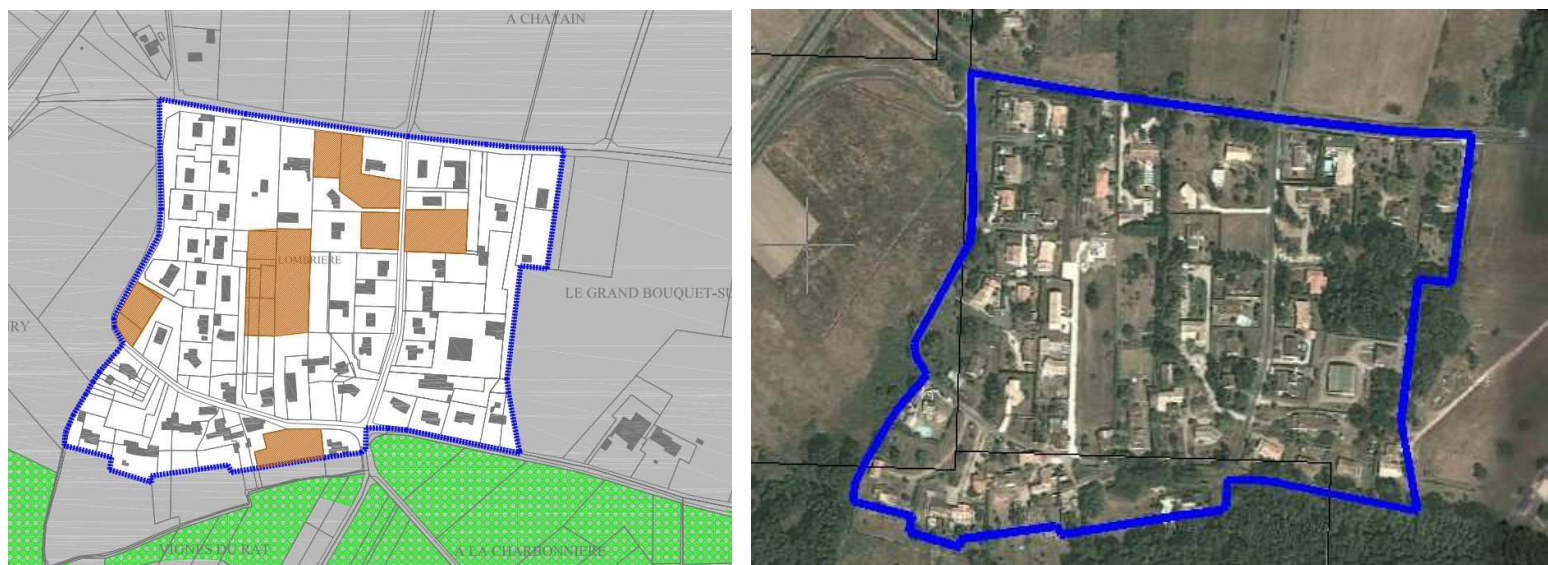 A CHATAIN
LOMBRIERE
LE GRAND BOUQUET-SU
RY
VIGNES DU RAT
A LA CHARBONNIERE